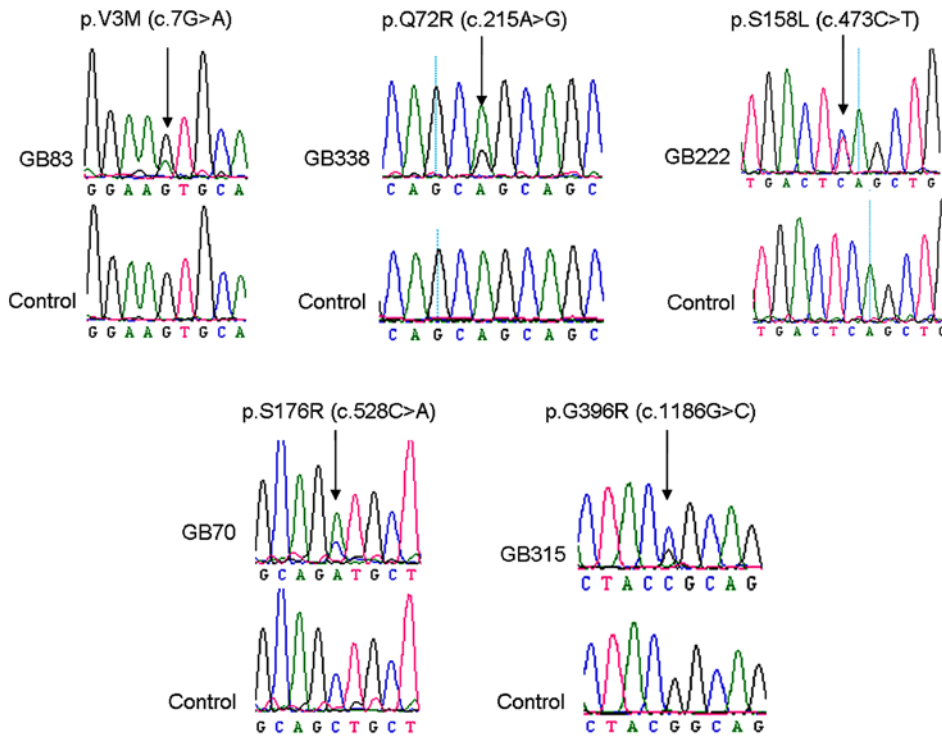 p.V3M (c.7G>A)
p.Q72R (c.215A>G)
p.S158L (c.473C>T)
GB83
G G A A G T G C A
GB338
C A G C A G C A G C
GB222
T G A C T C A G C T G
Control
G G A A G T G C A
Control
C A G C A G C A G C
Control
T G A C T C A G C T G
p.S176R (c.528C>A)
p.G396R (c.1186G>C)
GB70
G C A G A T G C T
GB315
C T A C C G C A G
Control
G C A G C T G C T
Control
C T A C G G C A G